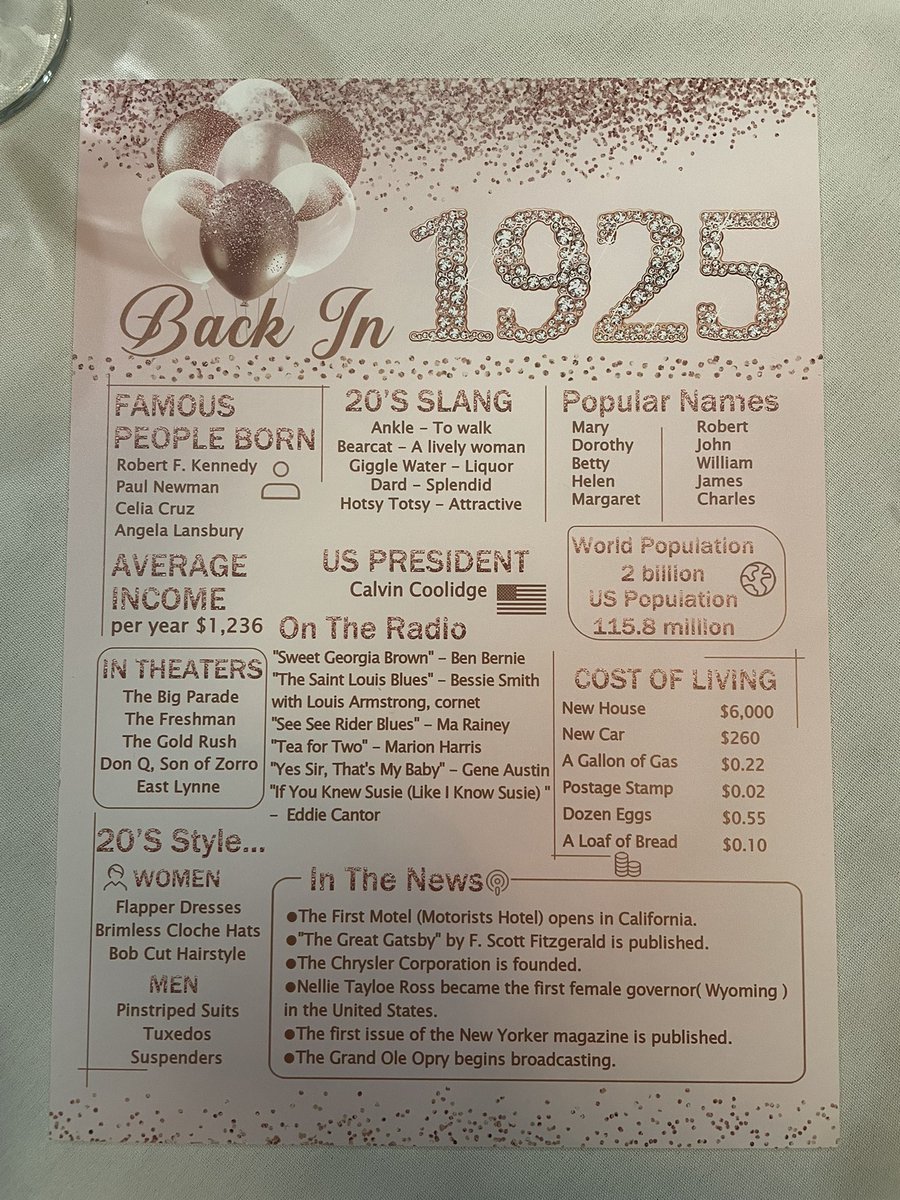 Back In 1925
FAMOUS
PEOPLE BORN
Robert F. Kennedy
Paul Newman
Celia Cruz
Angela Lansbury
20'S SLANG
Ankle – To walk
Bearcat – A lively woman
Giggle Water – Liquor
Dard – Splendid
Hotsy Totsy – Attractive
Popular Names
Mary
Dorothy
Betty
Helen
Margaret
Robert
John
William
James
Charles
AVERAGE
INCOME
per year $1,236
US PRESIDENT
Calvin Coolidge
World Population
2 billion
US Population
115.8 million
IN THEATERS
The Big Parade
The Freshman
The Gold Rush
Don Q, Son of Zorro
East Lynne
On The Radio
"Sweet Georgia Brown" – Ben Bernie
"The Saint Louis Blues" – Bessie Smith
with Louis Armstrong, cornet
"See See Rider Blues" – Ma Rainey
"Tea for Two" – Marion Harris
"Yes Sir, That's My Baby" – Gene Austin
"If You Knew Susie (Like I Know Susie) "
– Eddie Cantor
COST OF LIVING
New House $6,000
New Car $260
A Gallon of Gas $0.22
Postage Stamp $0.02
Dozen Eggs $0.55
A Loaf of Bread $0.10
20'S Style...
WOMEN
Flapper Dresses
Brimless Cloche Hats
Bob Cut Hairstyle
MEN
Pinstriped Suits
Tuxedos
Suspenders
In The News
●The First Motel (Motorists Hotel) opens in California.
●"The Great Gatsby" by F. Scott Fitzgerald is published.
●The Chrysler Corporation is founded.
●Nellie Tayloe Ross became the first female governor( Wyoming )
in the United States.
●The first issue of the New Yorker magazine is published.
●The Grand Ole Opry begins broadcasting.